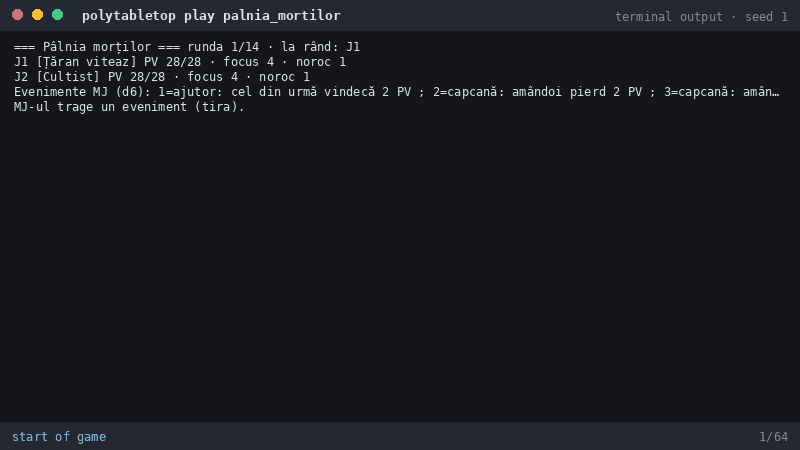 polytabletop play palnia_mortilor
terminal output · seed 1
=== Pâlnia morților === runda 1/14 · la rând: J1
J1 [Țăran viteaz] PV 28/28 · focus 4 · noroc 1
J2 [Cultist] PV 28/28 · focus 4 · noroc 1
Evenimente MJ (d6): 1=ajutor: cel din urmă vindecă 2 PV ; 2=capcană: amândoi pierd 2 PV ; 3=capcană: amân…
MJ-ul trage un eveniment (tira).
start of game
1/64